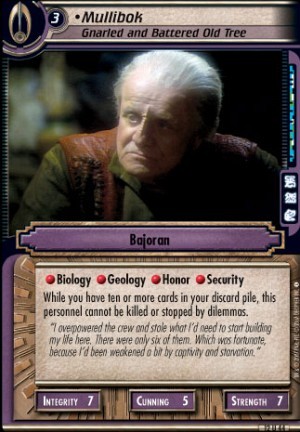 3
•Mullibok
Gnarled and Battered Old Tree
Bajoran
• Biology • Geology • Honor • Security
While you have ten or more cards in your discard pile, this
personnel cannot be killed or stopped by dilemmas.
"I overpowered the crew and stole what I'd need to start building
my life here. There were only six of them. Which was fortunate,
because I'd been weakened a bit by captivity and starvation."
Integrity 7 Cunning 5 Strength 7